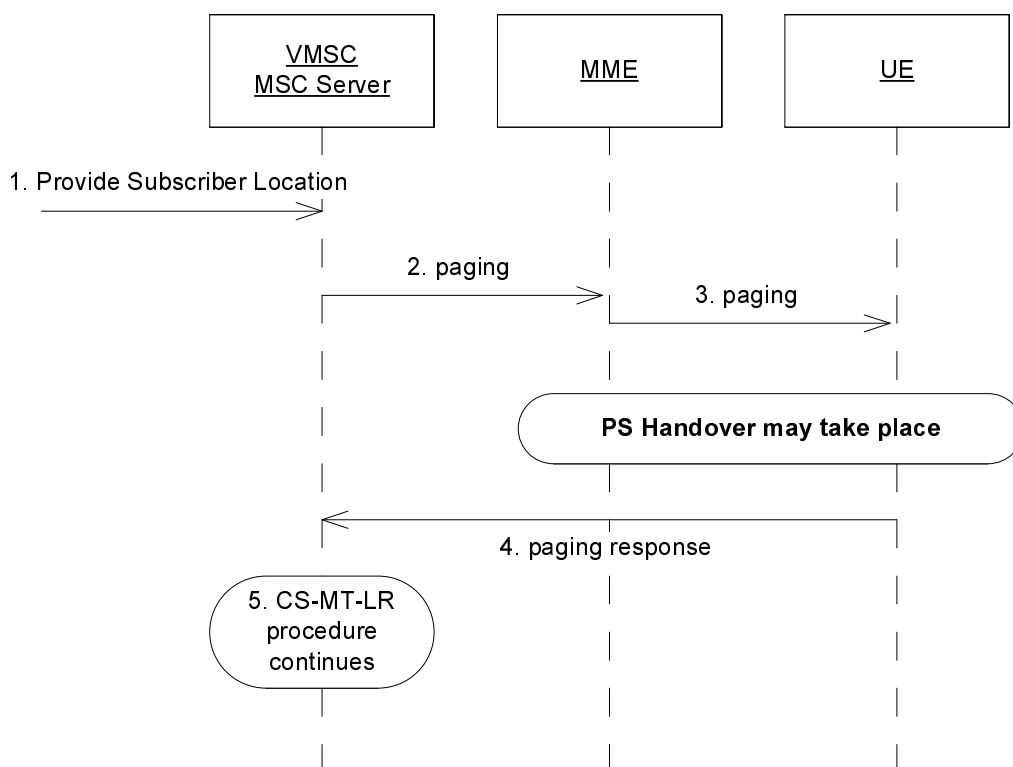 VMSC
MSC Server
MME
UE
1. Provide Subscriber Location
2. paging
3. paging
PS Handover may take place
4. paging response
5. CS-MT-LR
procedure
continues